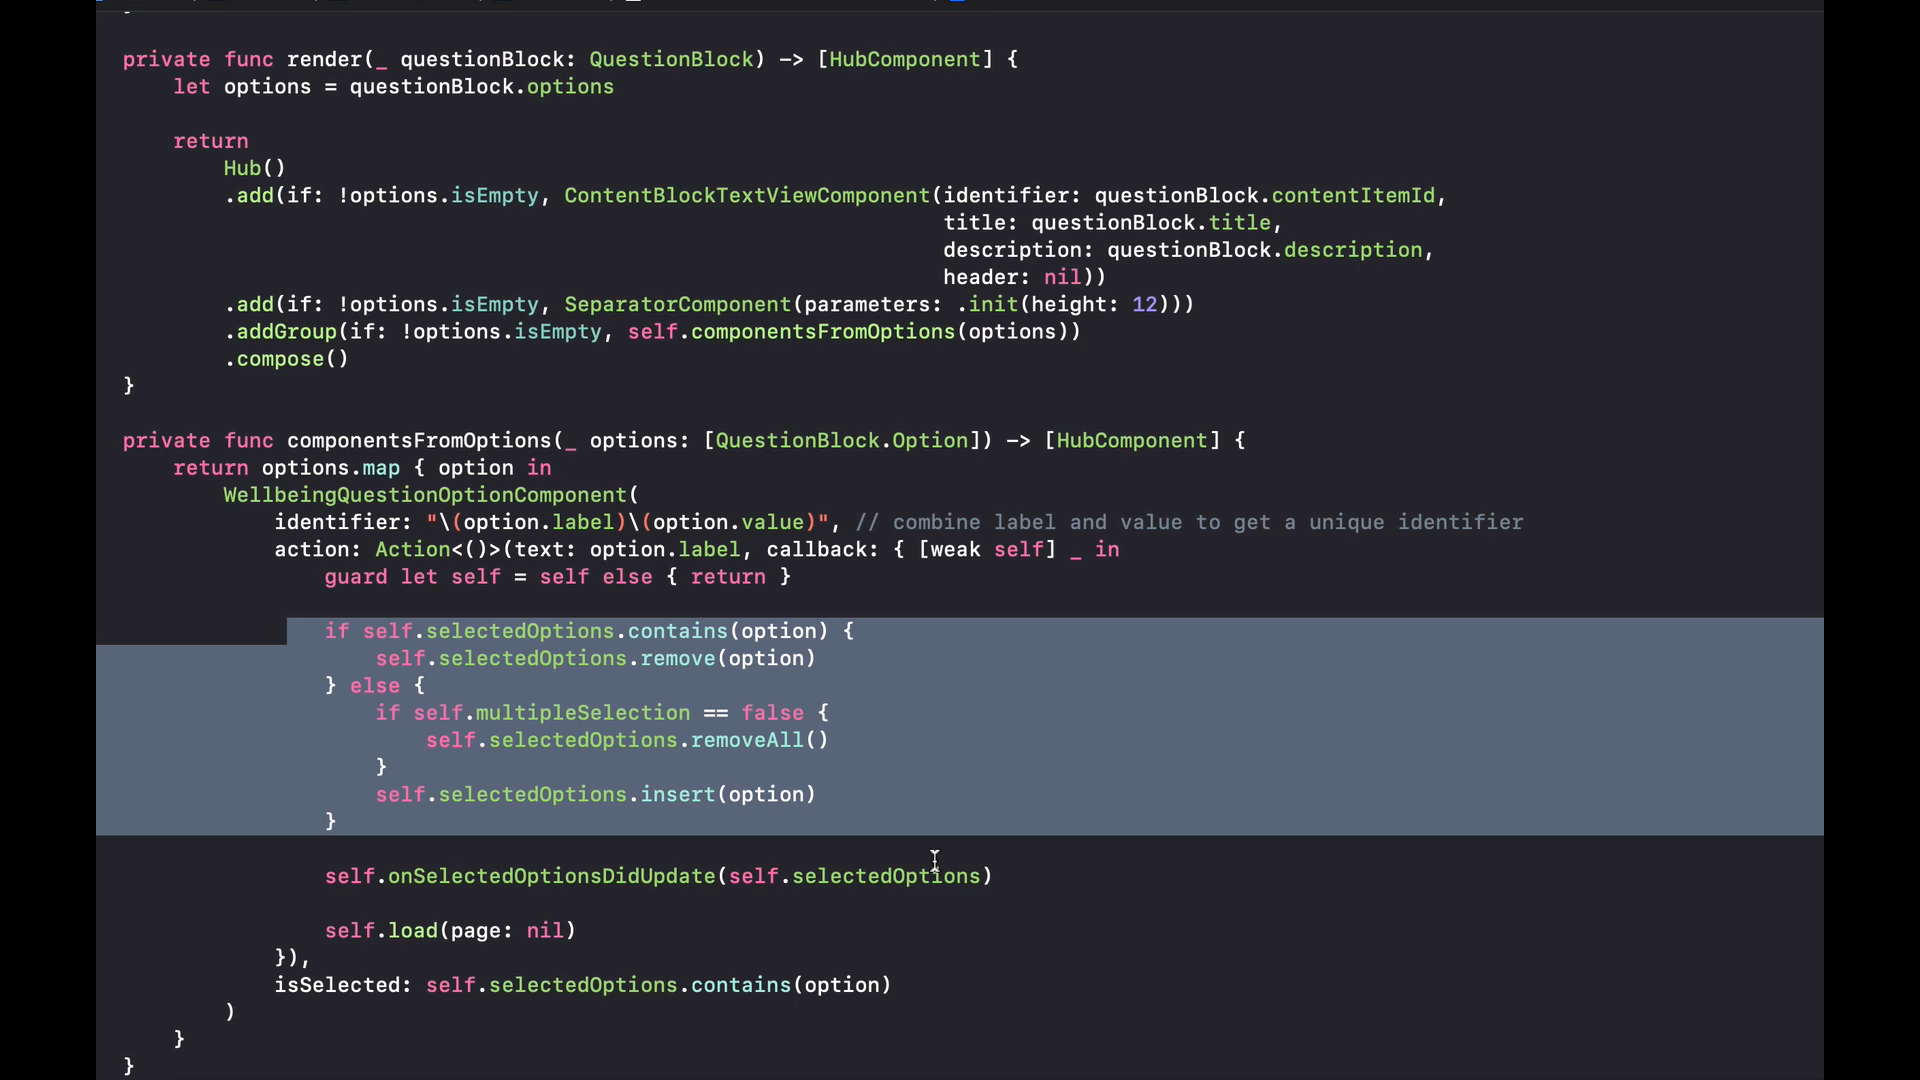 private func render(_ questionBlock: QuestionBlock) -> [HubComponent] {
    let options = questionBlock.options

    return
        Hub()
        .add(if: !options.isEmpty, ContentBlockTextViewComponent(identifier: questionBlock.contentItemId,
                                                                 title: questionBlock.title,
                                                                 description: questionBlock.description,
                                                                 header: nil))
        .add(if: !options.isEmpty, SeparatorComponent(parameters: .init(height: 12)))
        .addGroup(if: !options.isEmpty, self.componentsFromOptions(options))
        .compose()
}

private func componentsFromOptions(_ options: [QuestionBlock.Option]) -> [HubComponent] {
    return options.map { option in
        WellbeingQuestionOptionComponent(
            identifier: "\(option.label)\(option.value)", // combine label and value to get a unique identifier
            action: Action<()>(text: option.label, callback: { [weak self] _ in
                guard let self = self else { return }

                if self.selectedOptions.contains(option) {
                    self.selectedOptions.remove(option)
                } else {
                    if self.multipleSelection == false {
                        self.selectedOptions.removeAll()
                    }
                    self.selectedOptions.insert(option)
                }

                self.onSelectedOptionsDidUpdate(self.selectedOptions)

                self.load(page: nil)
            }),
            isSelected: self.selectedOptions.contains(option)
        )
    }
}